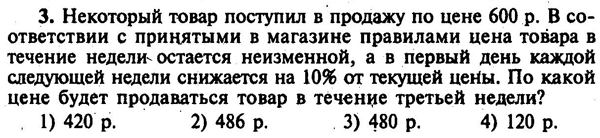 3. Некоторый товар поступил в продажу по цене 600 р. В со-
ответствии с принятыми в магазине правилами цена товара в
течение недели остается неизменной, а в первый день каждой
следующей недели снижается на 10% от текущей цены. По какой
цене будет продаваться товар в течение третьей недели?
1) 420 р. 2) 486 р. 3) 480 р. 4) 120 р.